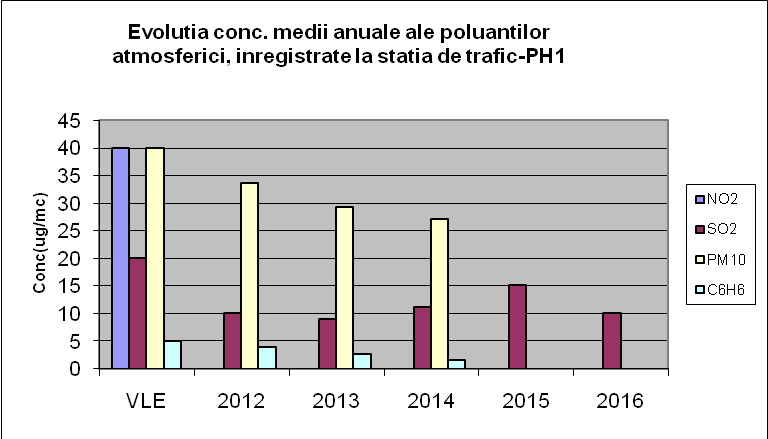 Evolutia conc. medii anuale ale poluantilor
atmosferici, inregistrate la statia de trafic-PH1
Conc(ug/mc)
45
40
35
30
25
20
15
10
5
0
VLE 2012 2013 2014 2015 2016
NO2
SO2
PM10
C6H6